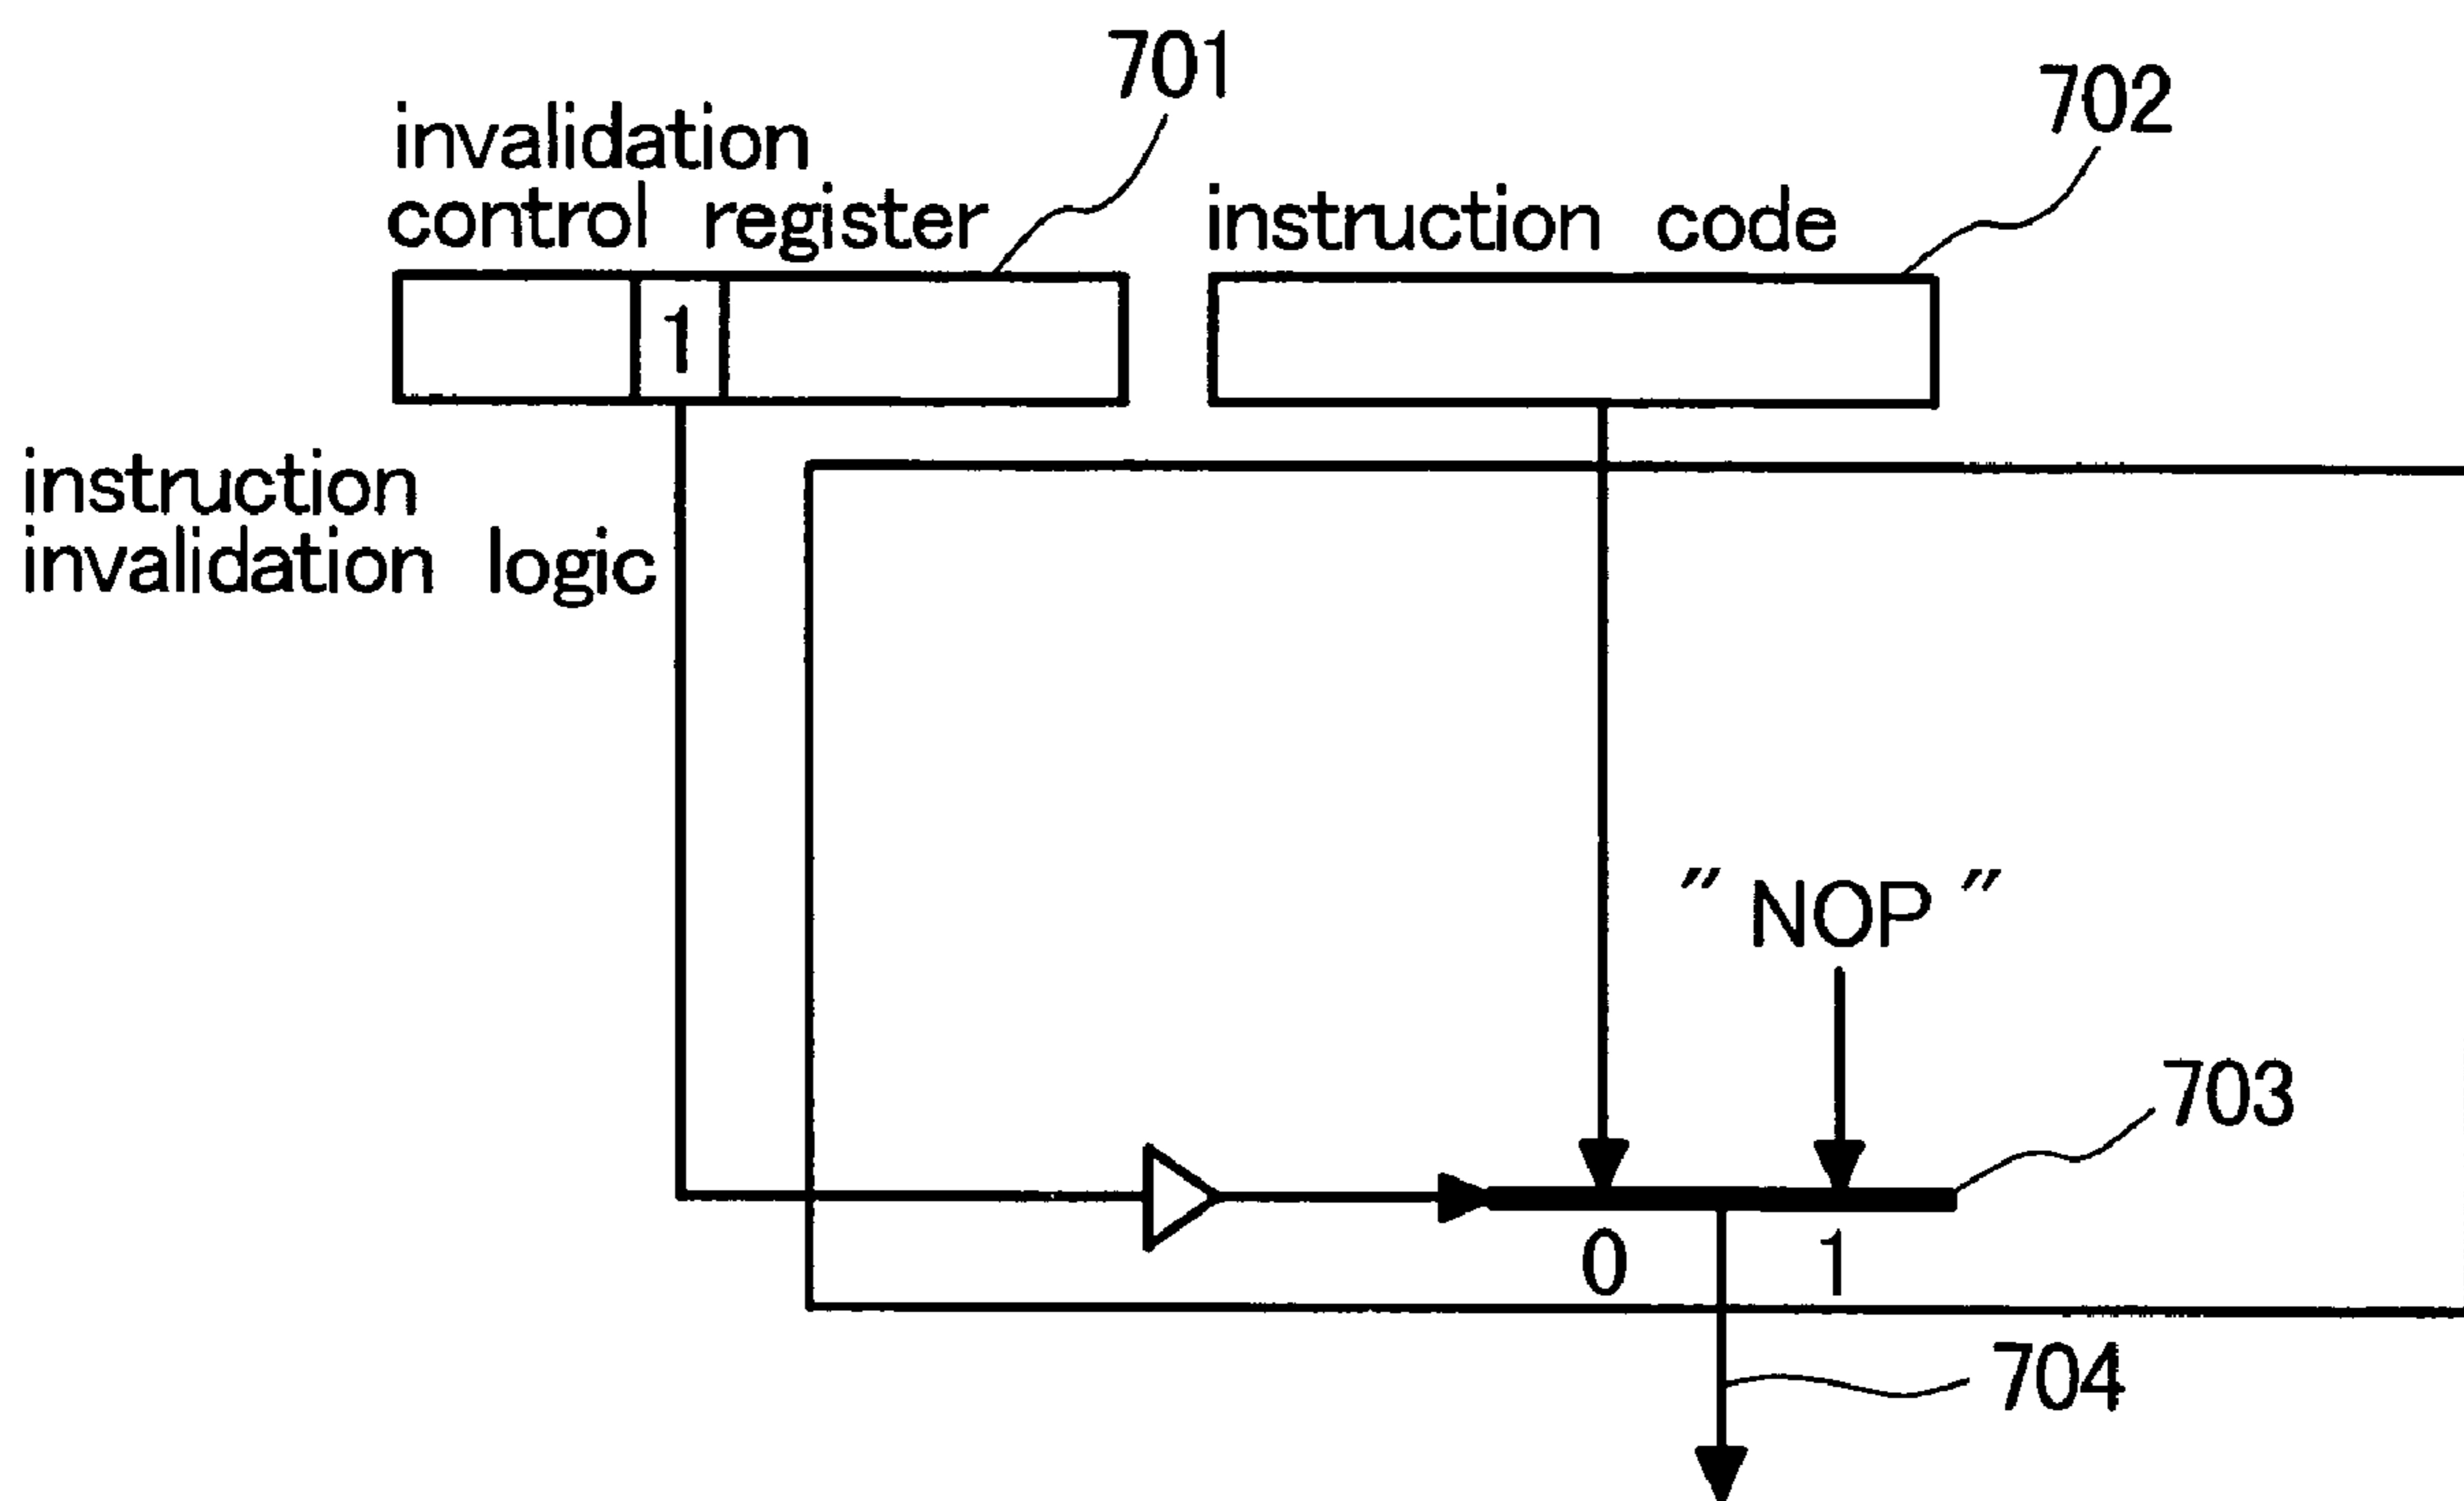 701
702
invalidation
control register
instruction code
1
instruction
invalidation logic
"NOP"
703
0
1
704